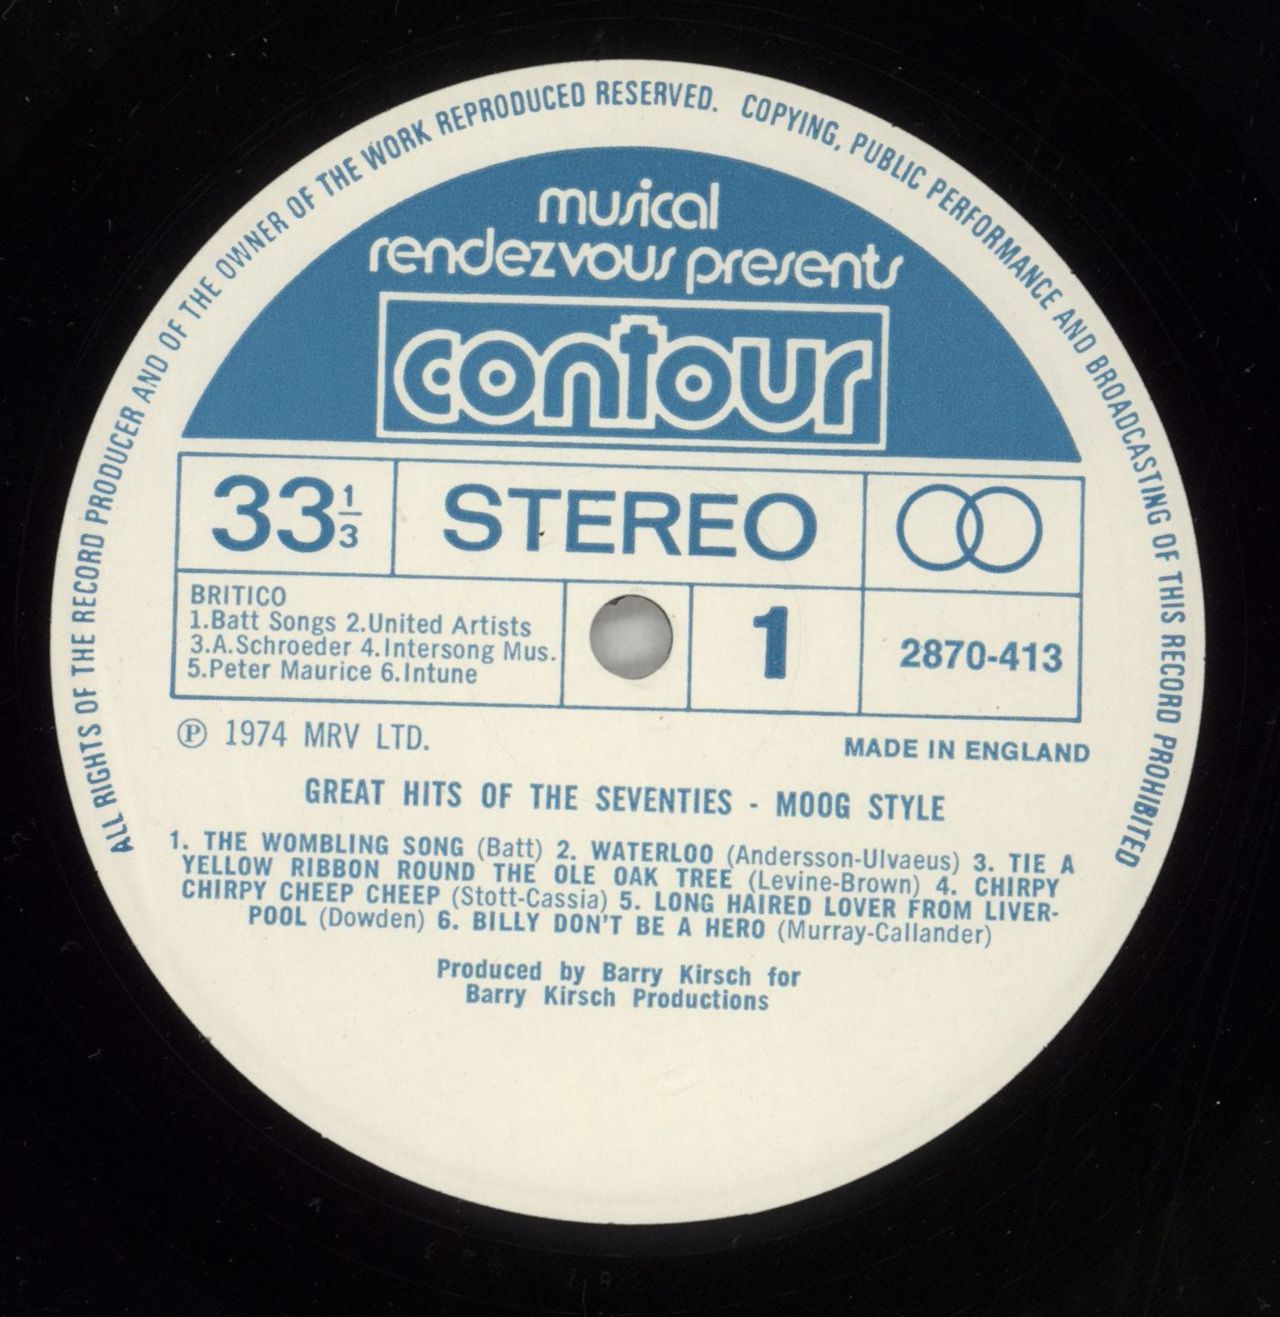 ALL RIGHTS OF THE RECORD PRODUCER AND OF THE OWNER OF THE WORK REPRODUCED RESERVED. COPYING, PUBLIC PERFORMANCE AND BROADCASTING OF THIS RECORD PROHIBITED
musical
rendezvous presents
contour
33 1/3 STEREO
BRITICO
1.Batt Songs 2.United Artists
3.A.Schroeder 4.Intersong Mus.
5.Peter Maurice 6.Intune
1
2870-413
℗ 1974 MRV LTD.
MADE IN ENGLAND
GREAT HITS OF THE SEVENTIES - MOOG STYLE
1. THE WOMBLING SONG (Batt) 2. WATERLOO (Andersson-Ulvaeus) 3. TIE A
YELLOW RIBBON ROUND THE OLE OAK TREE (Levine-Brown) 4. CHIRPY
CHIRPY CHEEP CHEEP (Stott-Cassia) 5. LONG HAIRED LOVER FROM LIVER-
POOL (Dowden) 6. BILLY DON'T BE A HERO (Murray-Callander)
Produced by Barry Kirsch for
Barry Kirsch Productions